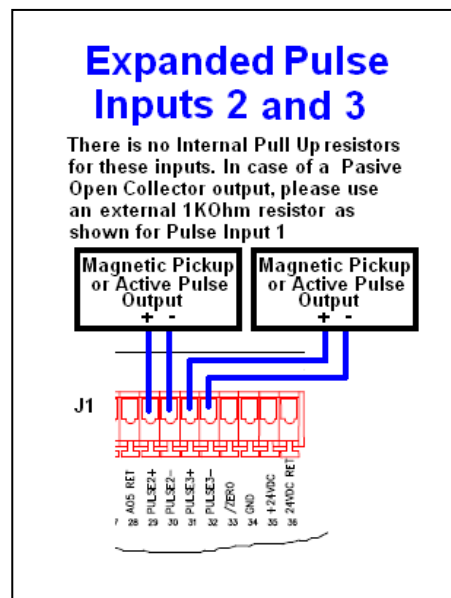 Expanded Pulse
Inputs 2 and 3
There is no Internal Pull Up resistors
for these inputs. In case of a Pasive
Open Collector output, please use
an external 1KOhm resistor as
shown for Pulse Input 1
Magnetic Pickup
or Active Pulse
Output
+ -
Magnetic Pickup
or Active Pulse
Output
+ -
J1
A05 RET
PULSE2+
PULSE2-
PULSE3+
PULSE3-
/ZERO
GND
+24VDC
24VDC RET
28 29 30 31 32 33 34 35 36